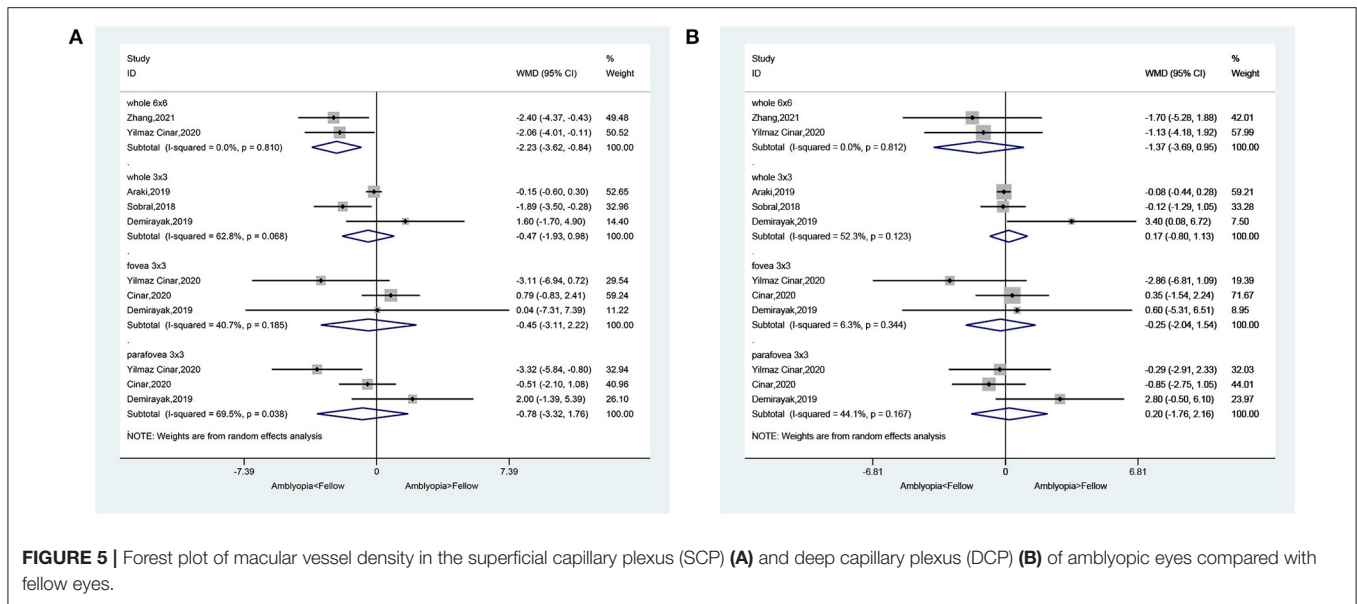 A
Study %
ID WMD (95% CI) Weight
whole 6x6
Zhang,2021 -2.40 (-4.37, -0.43) 49.48
Yilmaz Cinar,2020 -2.06 (-4.01, -0.11) 50.52
Subtotal (I-squared = 0.0%, p = 0.810) -2.23 (-3.62, -0.84) 100.00
.
whole 3x3
Araki,2019 -0.15 (-0.60, 0.30) 52.65
Sobral,2018 -1.89 (-3.50, -0.28) 32.96
Demirayak,2019 1.60 (-1.70, 4.90) 14.40
Subtotal (I-squared = 62.8%, p = 0.068) -0.47 (-1.93, 0.98) 100.00
.
fovea 3x3
Yilmaz Cinar,2020 -3.11 (-6.94, 0.72) 29.54
Cinar,2020 0.79 (-0.83, 2.41) 59.24
Demirayak,2019 0.04 (-7.31, 7.39) 11.22
Subtotal (I-squared = 40.7%, p = 0.185) -0.45 (-3.11, 2.22) 100.00
.
parafovea 3x3
Yilmaz Cinar,2020 -3.32 (-5.84, -0.80) 32.94
Cinar,2020 -0.51 (-2.10, 1.08) 40.96
Demirayak,2019 2.00 (-1.39, 5.39) 26.10
Subtotal (I-squared = 69.5%, p = 0.038) -0.78 (-3.32, 1.76) 100.00
.
NOTE: Weights are from random effects analysis
-7.39 0 7.39
Amblyopia<Fellow Amblyopia>Fellow
B
Study %
ID WMD (95% CI) Weight
whole 6x6
Zhang,2021 -1.70 (-5.28, 1.88) 42.01
Yilmaz Cinar,2020 -1.13 (-4.18, 1.92) 57.99
Subtotal (I-squared = 0.0%, p = 0.812) -1.37 (-3.69, 0.95) 100.00
.
whole 3x3
Araki,2019 -0.08 (-0.44, 0.28) 59.21
Sobral,2018 -0.12 (-1.29, 1.05) 33.28
Demirayak,2019 3.40 (0.08, 6.72) 7.50
Subtotal (I-squared = 52.3%, p = 0.123) 0.17 (-0.80, 1.13) 100.00
.
fovea 3x3
Yilmaz Cinar,2020 -2.86 (-6.81, 1.09) 19.39
Cinar,2020 0.35 (-1.54, 2.24) 71.67
Demirayak,2019 0.60 (-5.31, 6.51) 8.95
Subtotal (I-squared = 6.3%, p = 0.344) -0.25 (-2.04, 1.54) 100.00
.
parafovea 3x3
Yilmaz Cinar,2020 -0.29 (-2.91, 2.33) 32.03
Cinar,2020 -0.85 (-2.75, 1.05) 44.01
Demirayak,2019 2.80 (-0.50, 6.10) 23.97
Subtotal (I-squared = 44.1%, p = 0.167) 0.20 (-1.76, 2.16) 100.00
.
NOTE: Weights are from random effects analysis
-6.81 0 6.81
Amblyopia<Fellow Amblyopia>Fellow
FIGURE 5 | Forest plot of macular vessel density in the superficial capillary plexus (SCP) (A) and deep capillary plexus (DCP) (B) of amblyopic eyes compared with
fellow eyes.